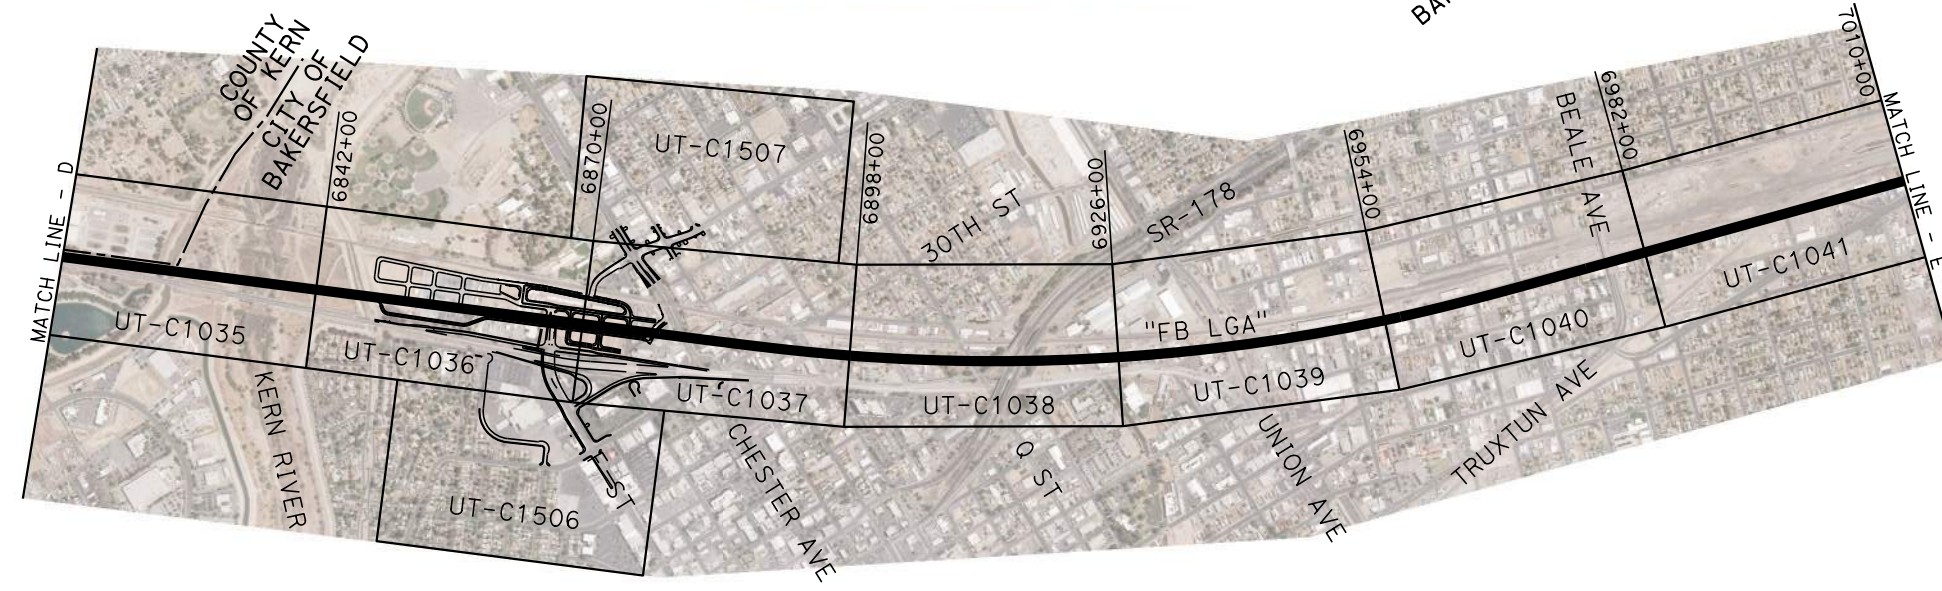 COUNTY
OF KERN
CITY OF
BAKERSFIELD
MATCH LINE - D
6842+00
6870+00
UT-C1507
6898+00
30TH ST
6926+00
SR-178
6954+00
BEALE AVE
6982+00
7010+00
MATCH LINE - E
UT-C1035
UT-C1036
UT-C1037
UT-C1038
"FB LGA"
UT-C1039
UT-C1040
UT-C1041
KERN RIVER
UT-C1506
F ST
CHESTER AVE
Q ST
UNION AVE
TRUXTUN AVE